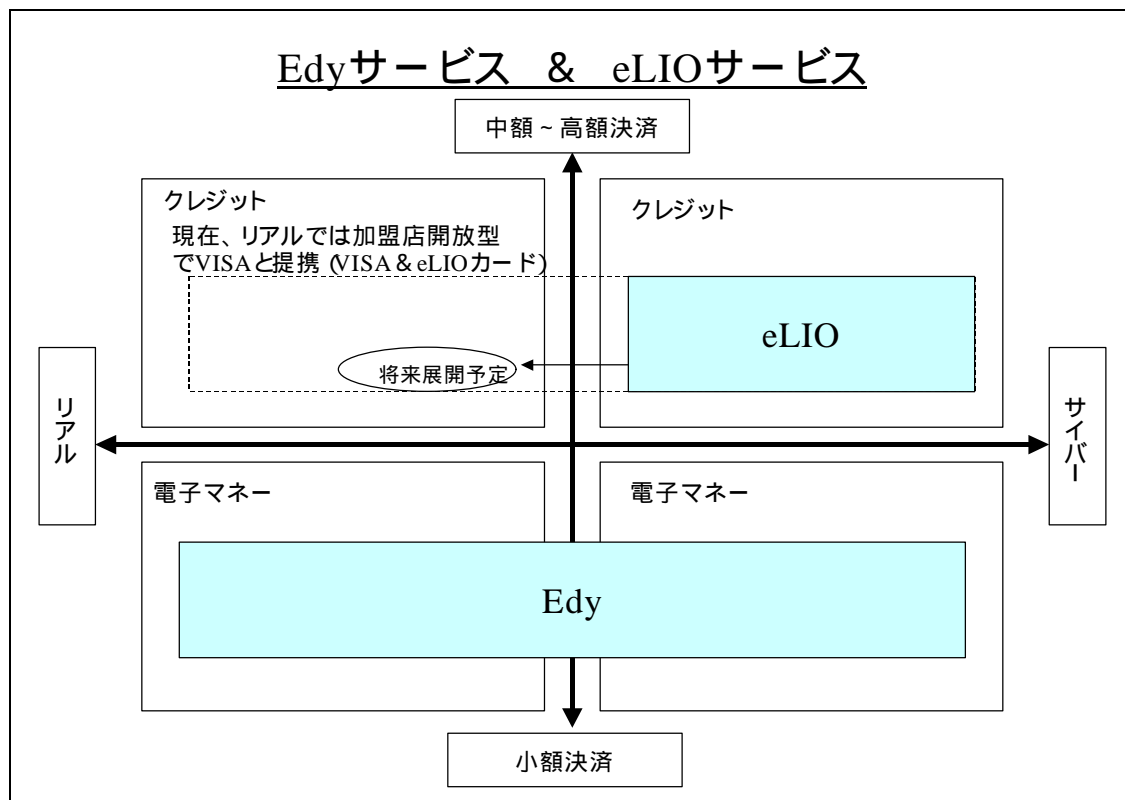 Edyサービス ＆ eLIOサービス
中額～高額決済
クレジット
現在、リアルでは加盟店開放型
でVISAと提携（VISA＆eLIOカード）
クレジット
eLIO
将来展開予定
リアル
サイバー
電子マネー
電子マネー
Edy
小額決済